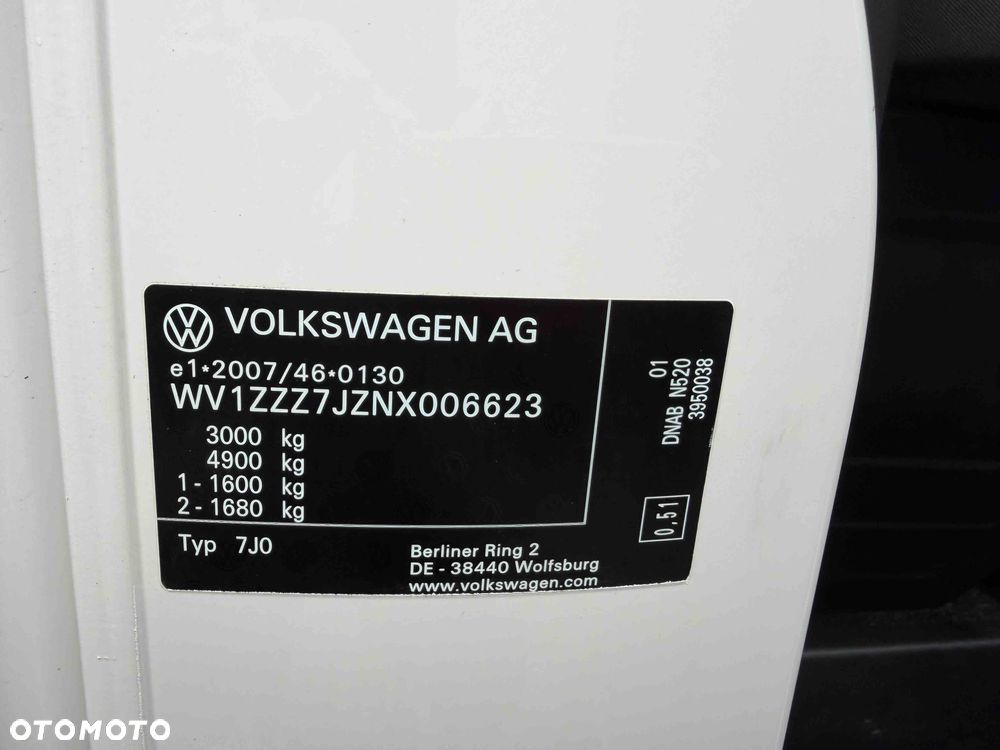 VOLKSWAGEN AG
e1*2007/46*0130
WV1ZZZ7JZNX006623
3000 kg
4900 kg
1 - 1600 kg
2 - 1680 kg
Typ 7J0
Berliner Ring 2
DE - 38440 Wolfsburg
www.volkswagen.com
01
DNAB N520
3950038
0,51
OTOMOTO